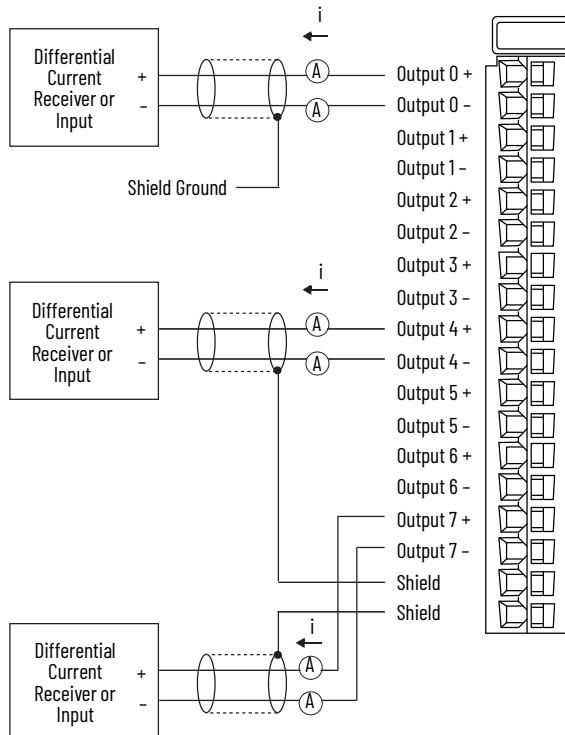 Differential
Current
Receiver or
Input
+
−
i
A
A
Shield Ground
Output 0 +
Output 0 −
Output 1 +
Output 1 −
Output 2 +
Output 2 −
Output 3 +
Output 3 −
Differential
Current
Receiver or
Input
+
−
i
A
A
Output 4 +
Output 4 −
Output 5 +
Output 5 −
Output 6 +
Output 6 −
Output 7 +
Output 7 −
Shield
Shield
Differential
Current
Receiver or
Input
+
−
i
A
A